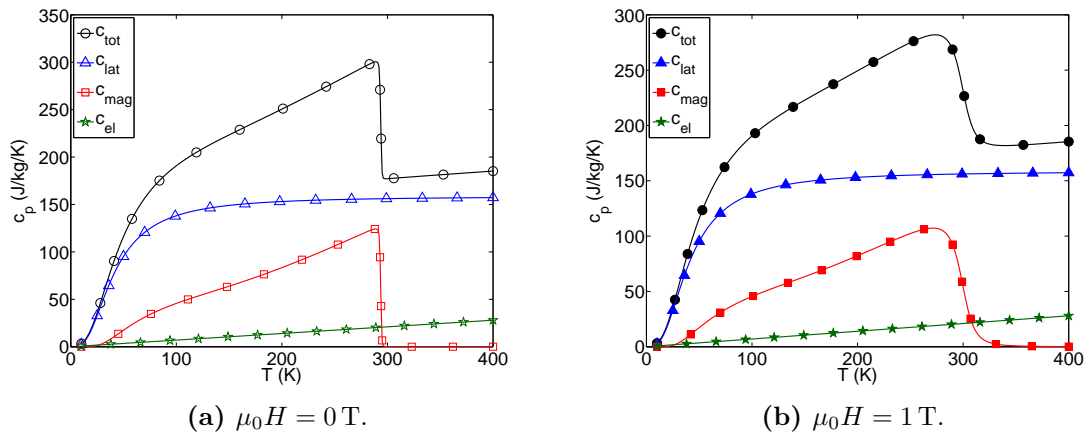 350
300
250
200
150
100
50
0
c_p (J/kg/K)
c_tot
c_lat
c_mag
c_el
0 100 200 300 400
T (K)
(a) μ₀H = 0 T.
300
250
200
150
100
50
0
c_p (J/kg/K)
c_tot
c_lat
c_mag
c_el
0 100 200 300 400
T (K)
(b) μ₀H = 1 T.